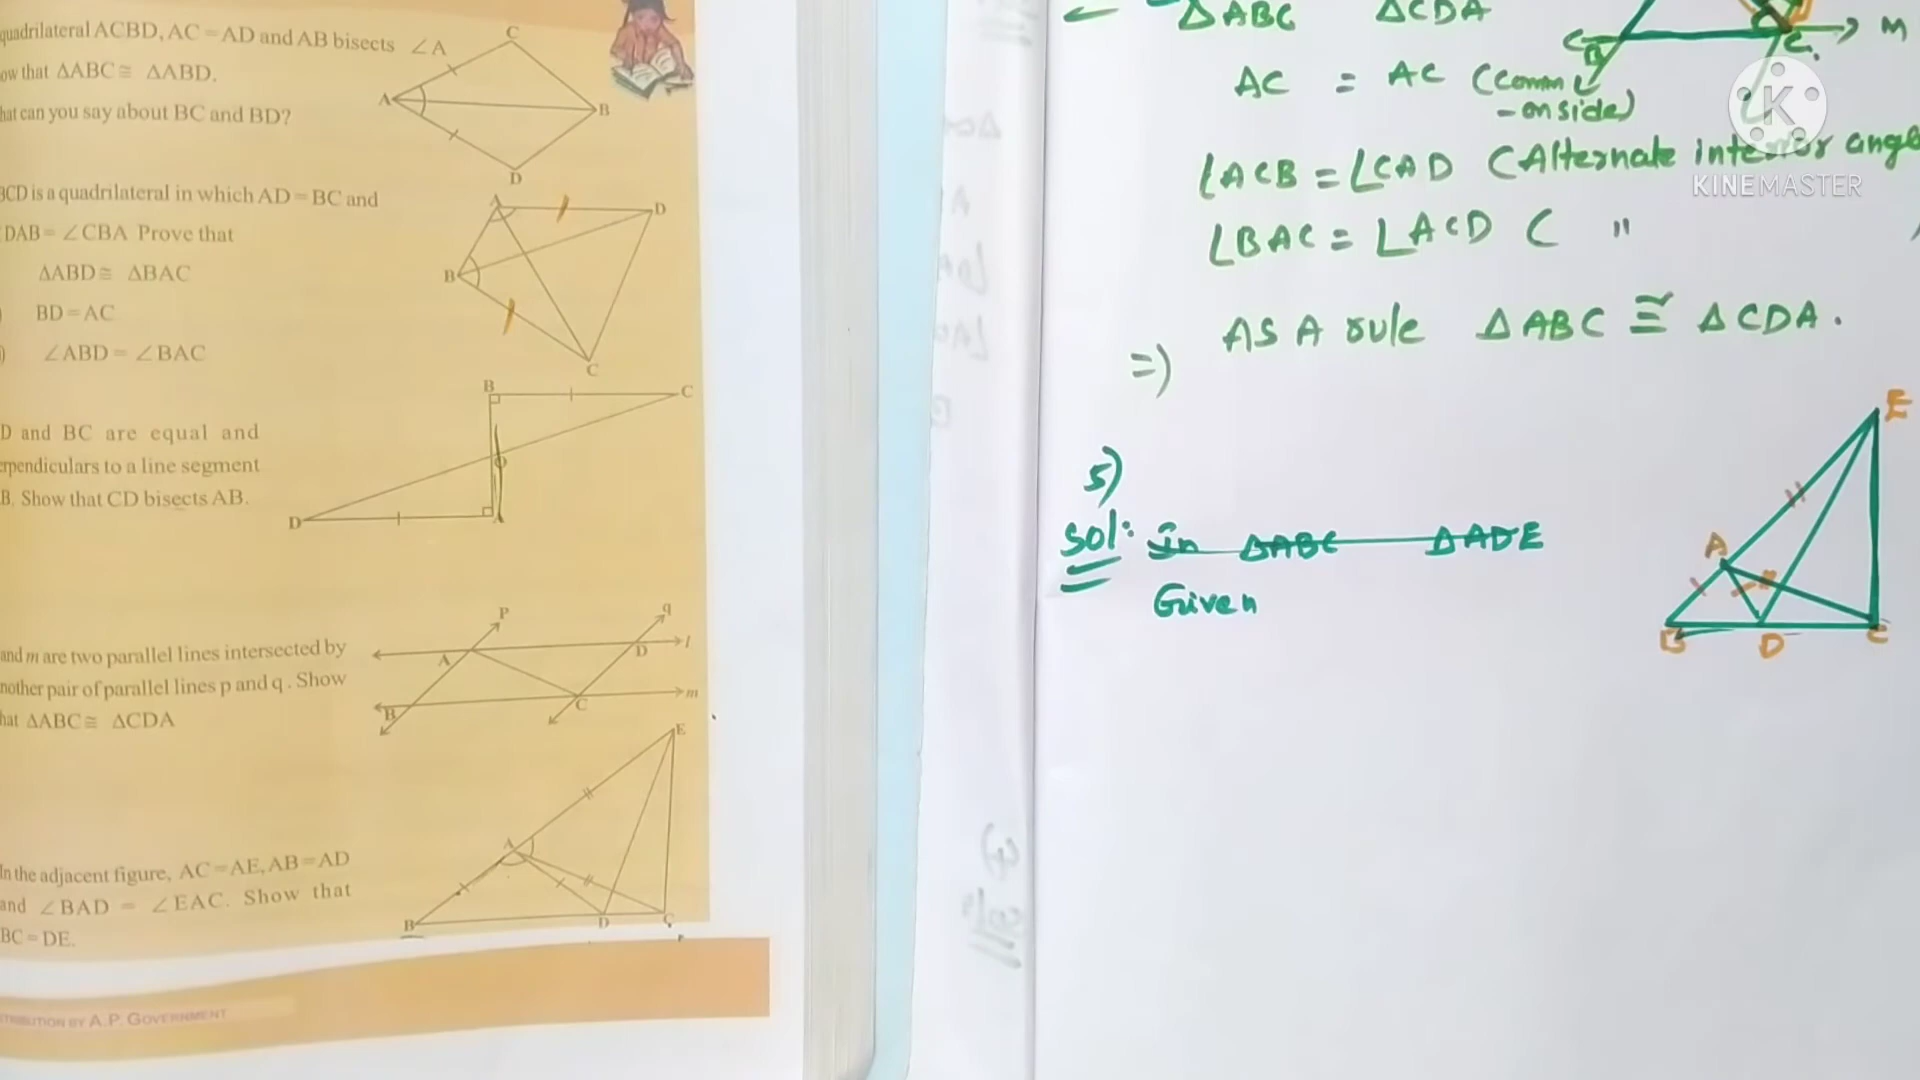 quadrilateral ACBD, AC = AD and AB bisects ∠A
ow that ΔABC ≅ ΔABD.
hat can you say about BC and BD?
C
A
B
D
BCD is a quadrilateral in which AD = BC and
DAB = ∠CBA Prove that
ΔABD ≅ ΔBAC
BD = AC
) ∠ABD = ∠BAC
A
D
B
C
D and BC are equal and
erpendiculars to a line segment
B. Show that CD bisects AB.
B
C
D
A
and m are two parallel lines intersected by
nother pair of parallel lines p and q . Show
hat ΔABC ≅ ΔCDA
P
q
A
D
l
B
C
m
In the adjacent figure, AC = AE, AB = AD
and ∠BAD = ∠EAC. Show that
BC = DE.
E
A
B
D
C
TRIBUTION BY A.P. GOVERNMENT
ΔABC ΔCDA
M
B
C
AC = AC (comm
-on side)
∠ACB = ∠CAD (Alternate interior angle
∠BAC = ∠ACD ( "
ASA rule ΔABC ≅ ΔCDA.
=)
5)
Sol: In ΔABC ΔADE
Given
E
A
B
D
C
K
KINEMASTER